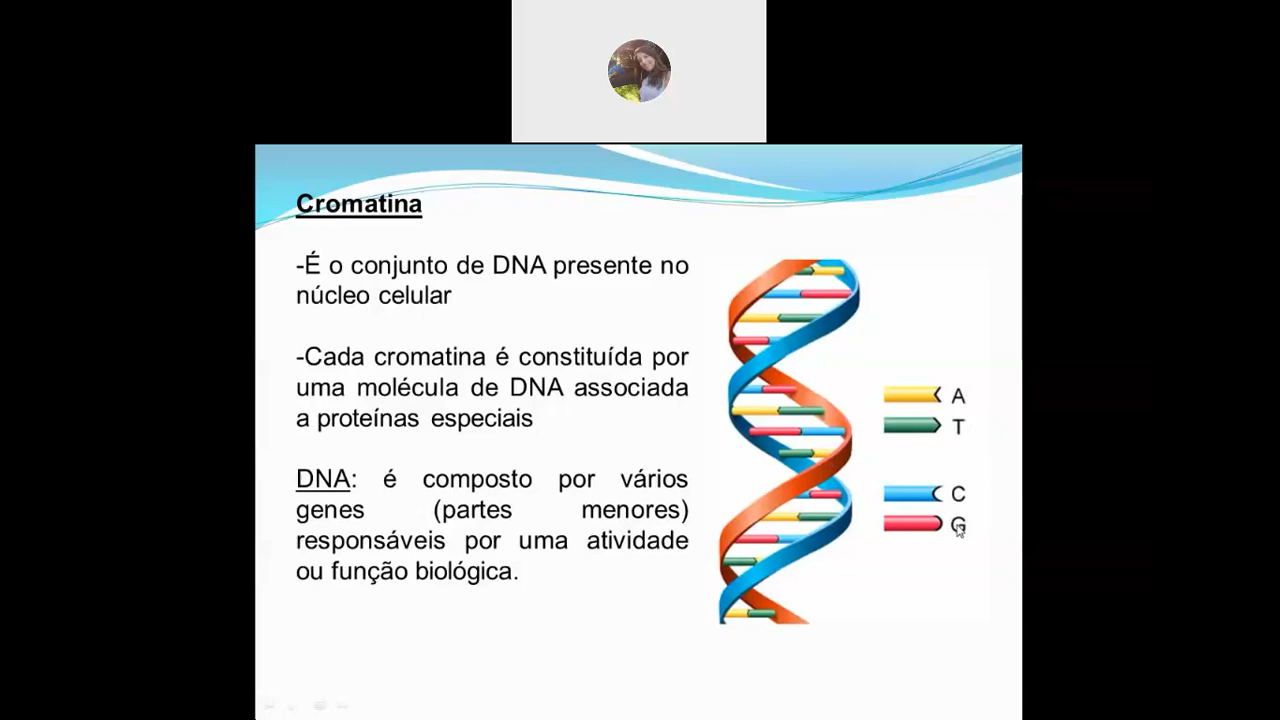 Cromatina
-É o conjunto de DNA presente no
núcleo celular
-Cada cromatina é constituída por
uma molécula de DNA associada
a proteínas especiais
DNA: é composto por vários
genes (partes menores)
responsáveis por uma atividade
ou função biológica.
A
T
C
G